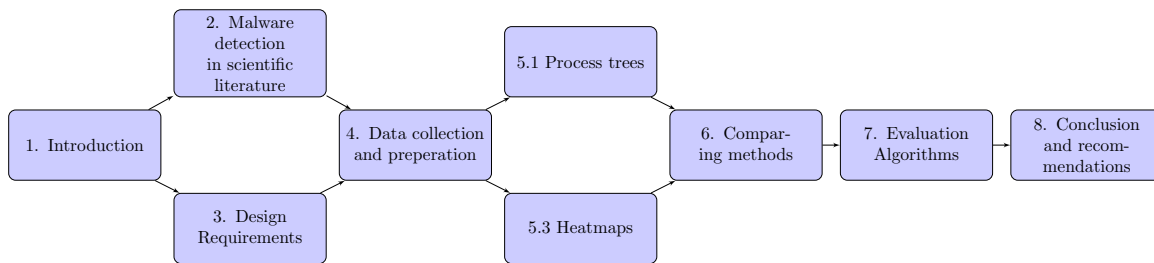 1. Introduction
2. Malware
detection
in scientific
literature
3. Design
Requirements
4. Data collection
and preperation
5.1 Process trees
5.3 Heatmaps
6. Compar-
ing methods
7. Evaluation
Algorithms
8. Conclusion
and recom-
mendations